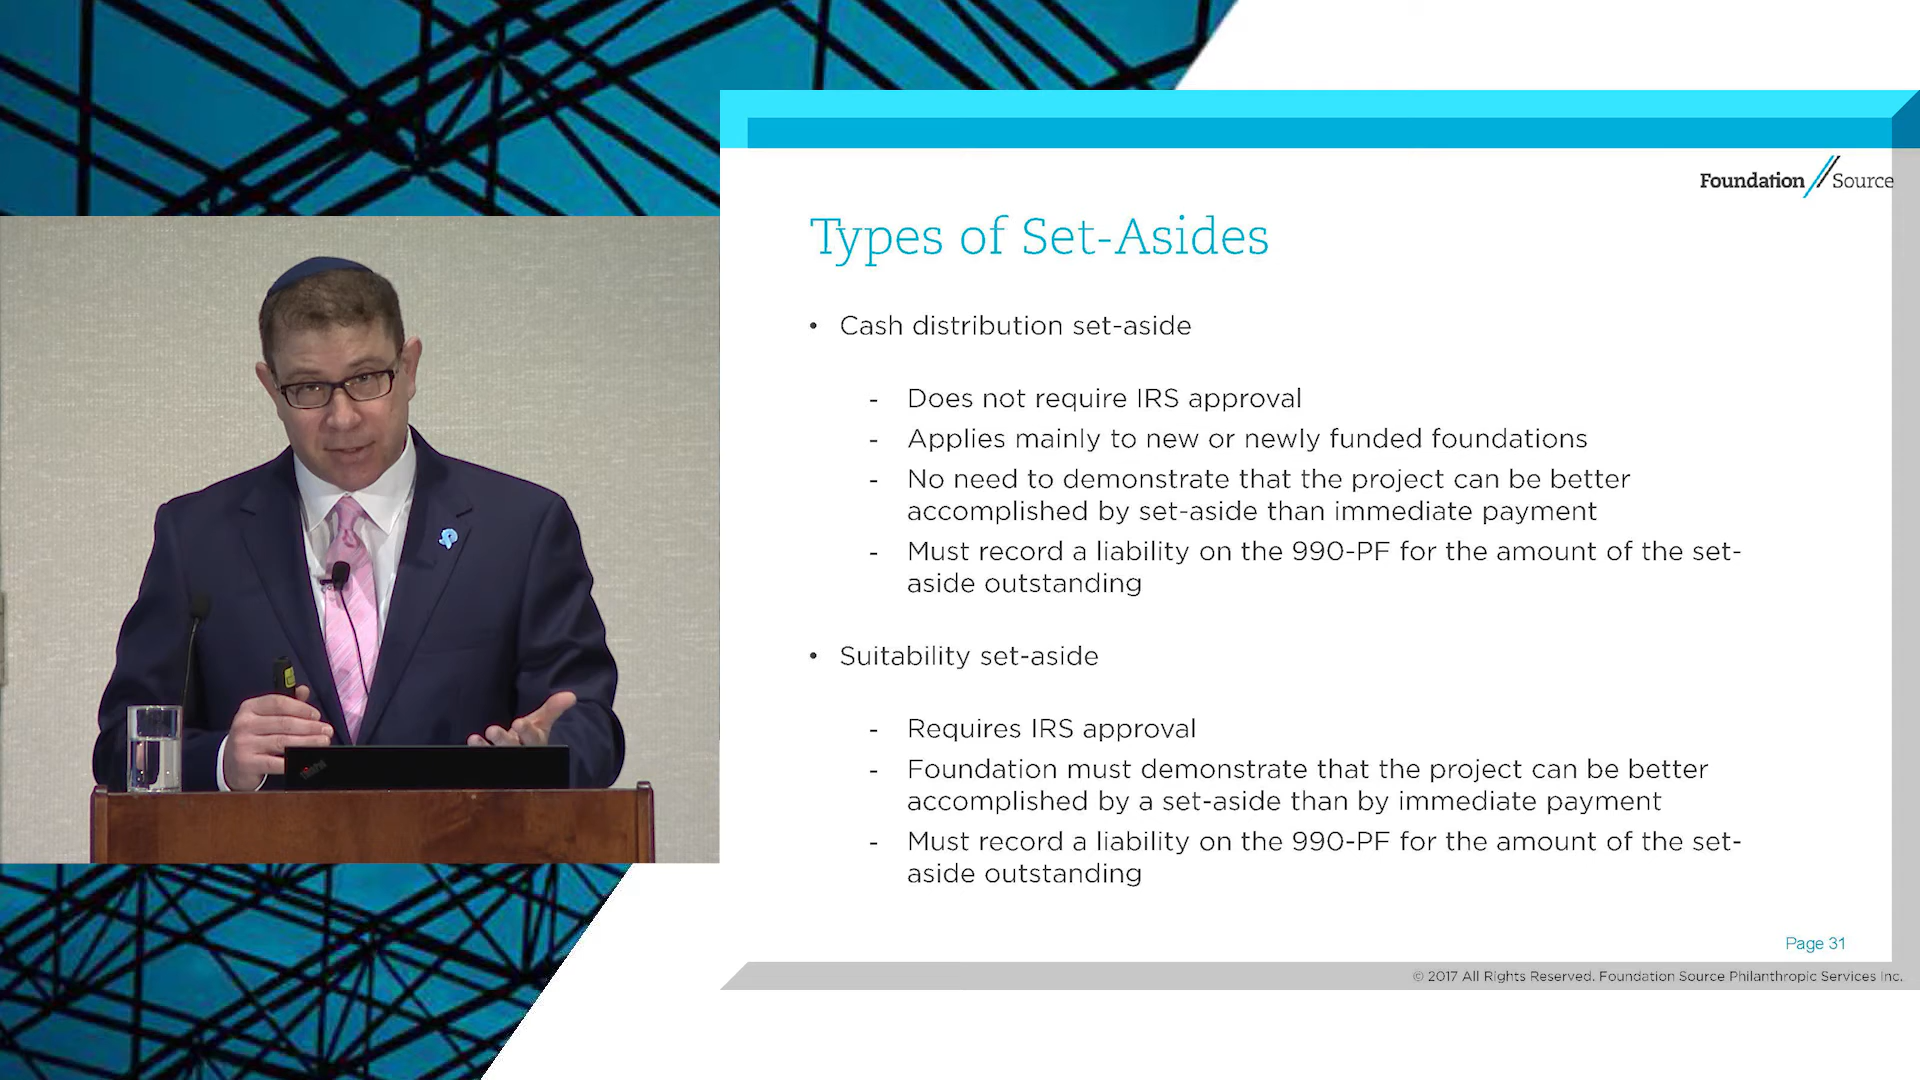 Foundation Source
Types of Set-Asides
• Cash distribution set-aside
- Does not require IRS approval
- Applies mainly to new or newly funded foundations
- No need to demonstrate that the project can be better
accomplished by set-aside than immediate payment
- Must record a liability on the 990-PF for the amount of the set-
aside outstanding
• Suitability set-aside
- Requires IRS approval
- Foundation must demonstrate that the project can be better
accomplished by a set-aside than by immediate payment
- Must record a liability on the 990-PF for the amount of the set-
aside outstanding
Page 31
© 2017 All Rights Reserved. Foundation Source Philanthropic Services Inc.